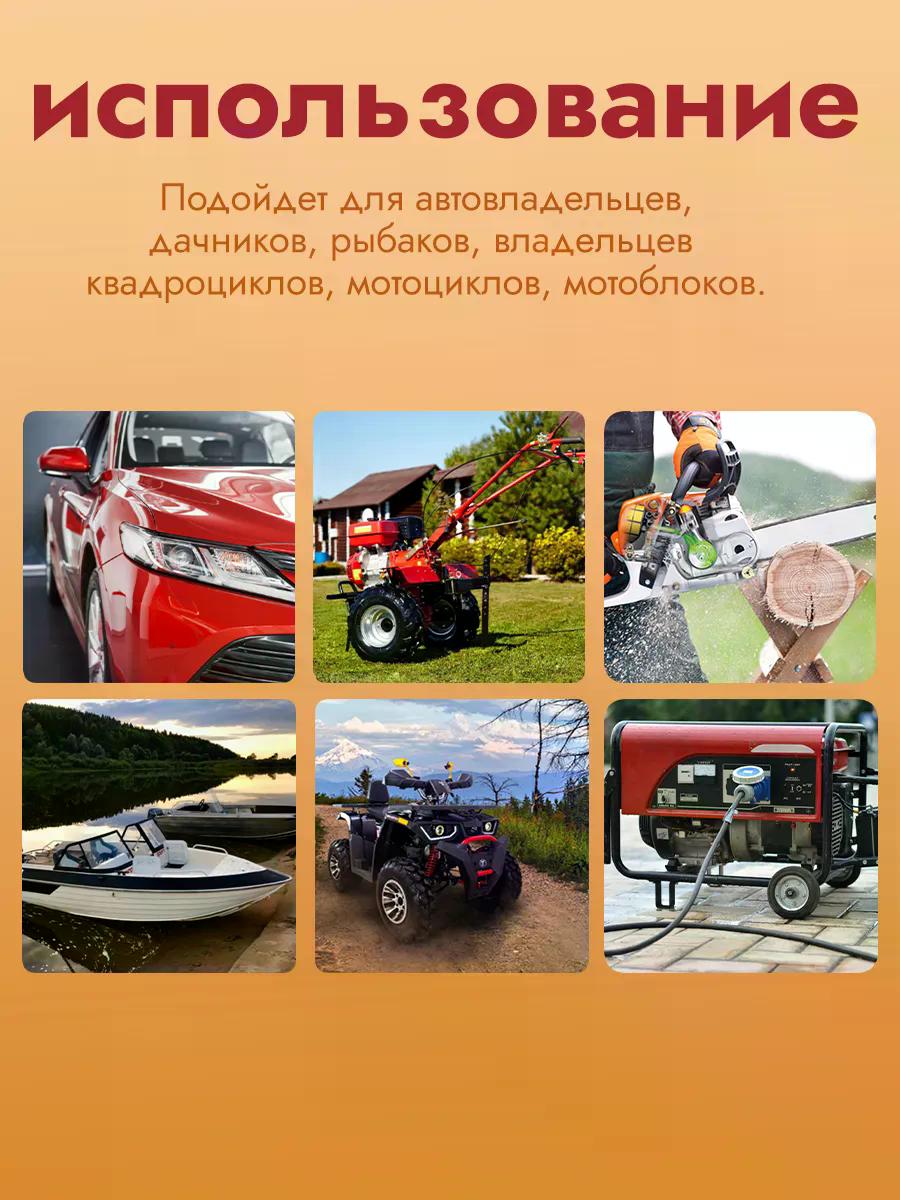 использование
Подойдет для автовладельцев,
дачников, рыбаков, владельцев
квадроциклов, мотоциклов, мотоблоков.